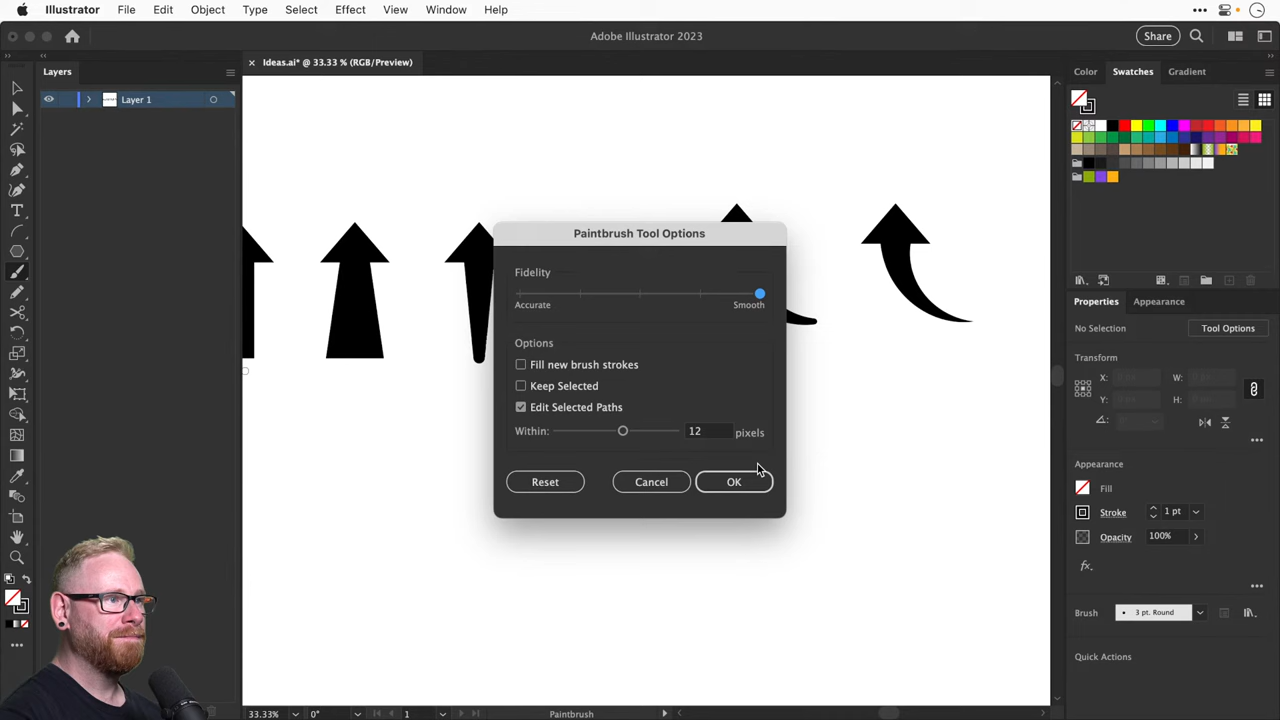 Illustrator File Edit Object Type Select Effect View Window Help
Adobe Illustrator 2023
Share
Layers
Ideas.ai* @ 33.33 % (RGB/Preview)
Color Swatches Gradient
Layer 1
Paintbrush Tool Options
Fidelity
Accurate Smooth
Options
Fill new brush strokes
Keep Selected
Edit Selected Paths
Within: 12 pixels
Reset Cancel OK
Properties Appearance
No Selection Tool Options
Transform
X: W:
Y: H:
Appearance
Fill
Stroke 1 pt
Opacity 100%
fx.
Brush 3 pt. Round
Quick Actions
33.33% 0° 1 Paintbrush